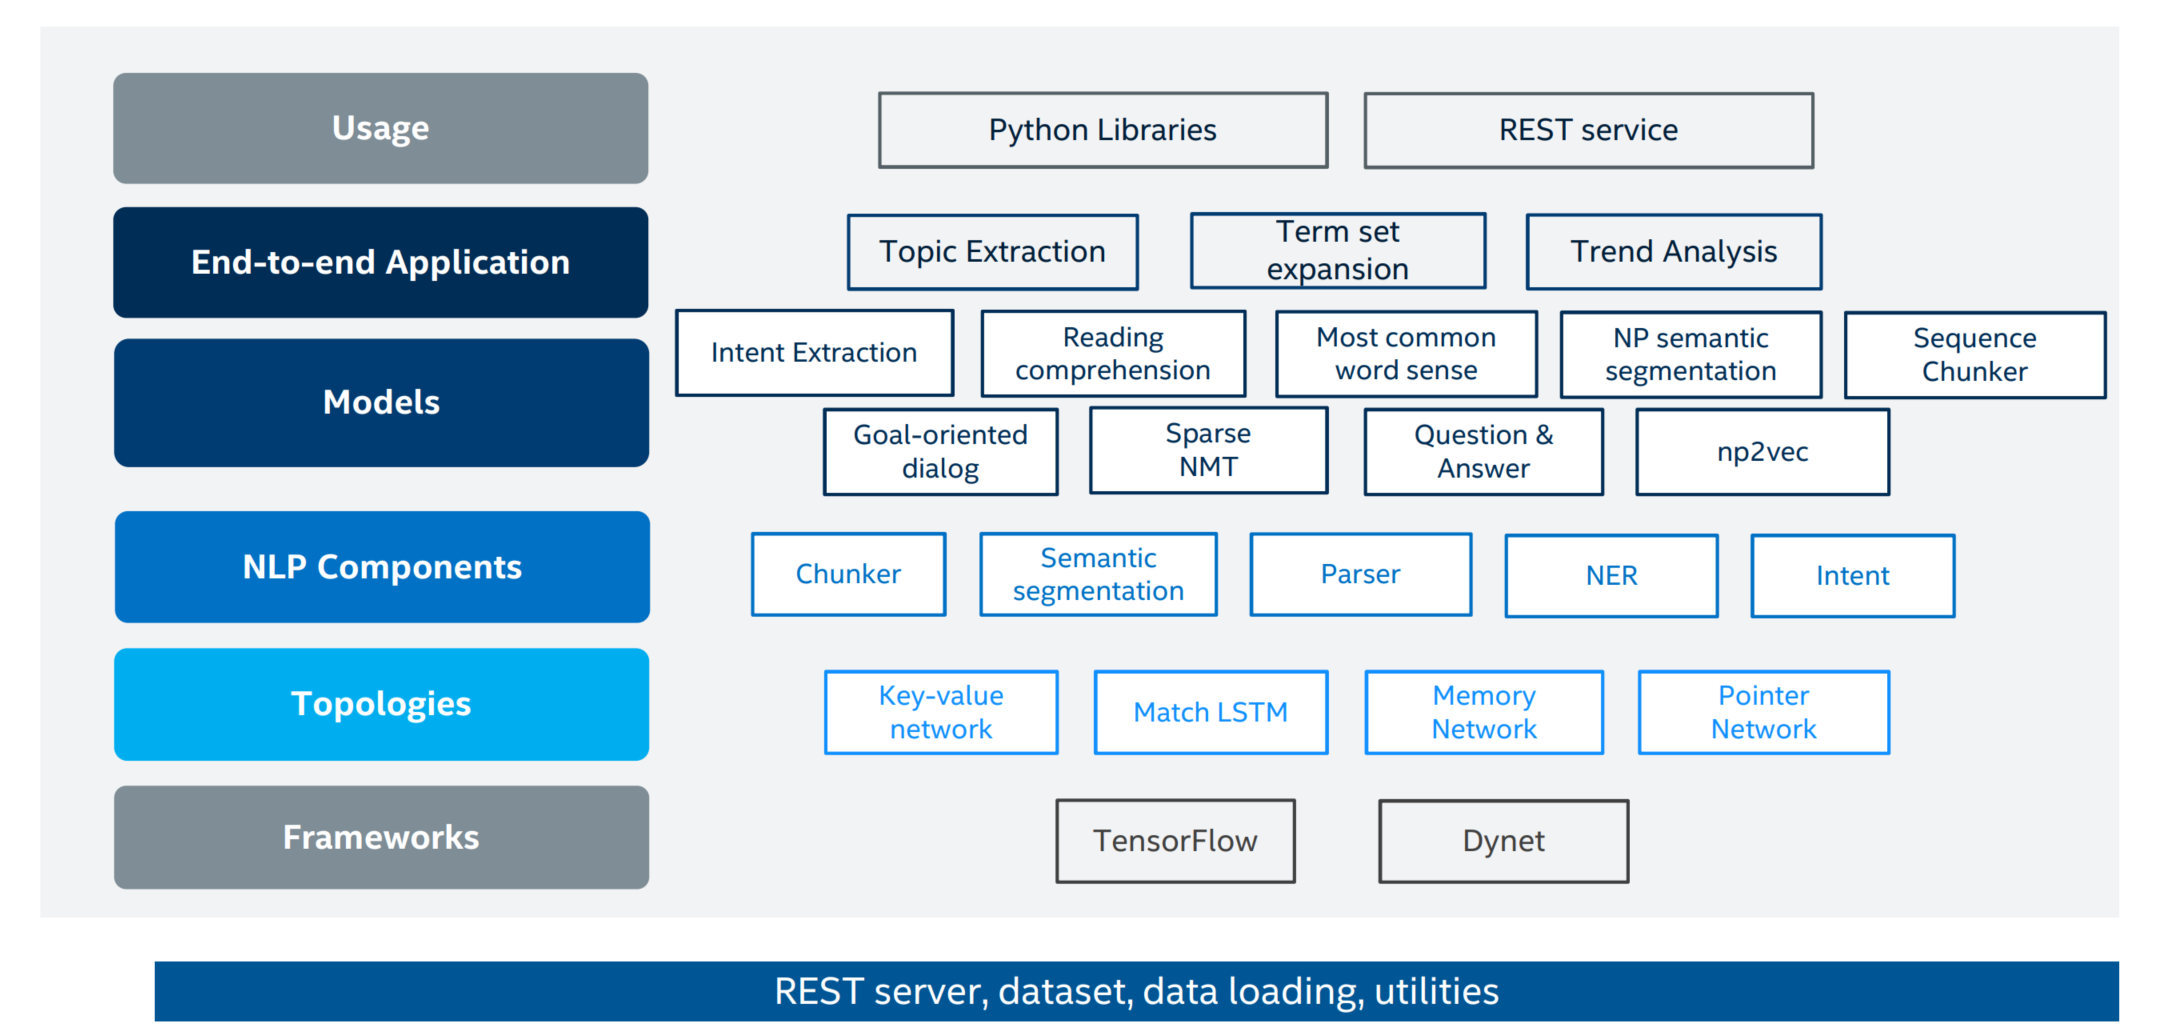 Usage
Python Libraries
REST service
End-to-end Application
Topic Extraction
Term set
expansion
Trend Analysis
Models
Intent Extraction
Reading
comprehension
Most common
word sense
NP semantic
segmentation
Sequence
Chunker
Goal-oriented
dialog
Sparse
NMT
Question &
Answer
np2vec
NLP Components
Chunker
Semantic
segmentation
Parser
NER
Intent
Topologies
Key-value
network
Match LSTM
Memory
Network
Pointer
Network
Frameworks
TensorFlow
Dynet
REST server, dataset, data loading, utilities